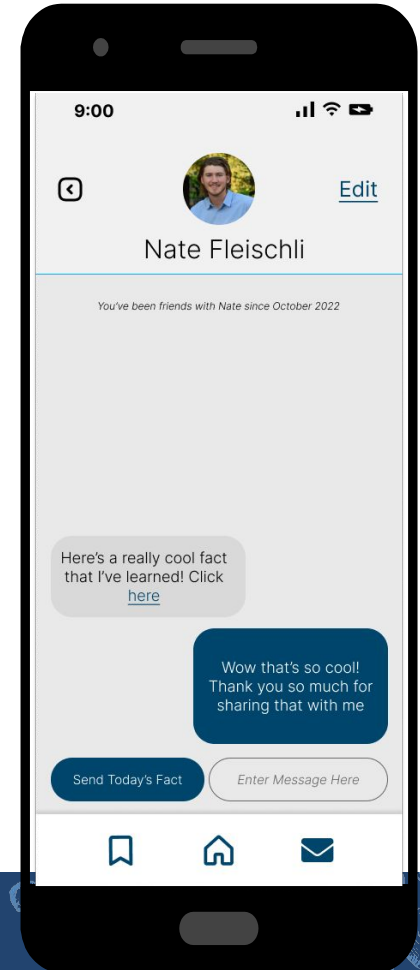 9:00
Edit
Nate Fleischli
You've been friends with Nate since October 2022
Here's a really cool fact
that I've learned! Click
here
Wow that's so cool!
Thank you so much for
sharing that with me
Send Today's Fact
Enter Message Here